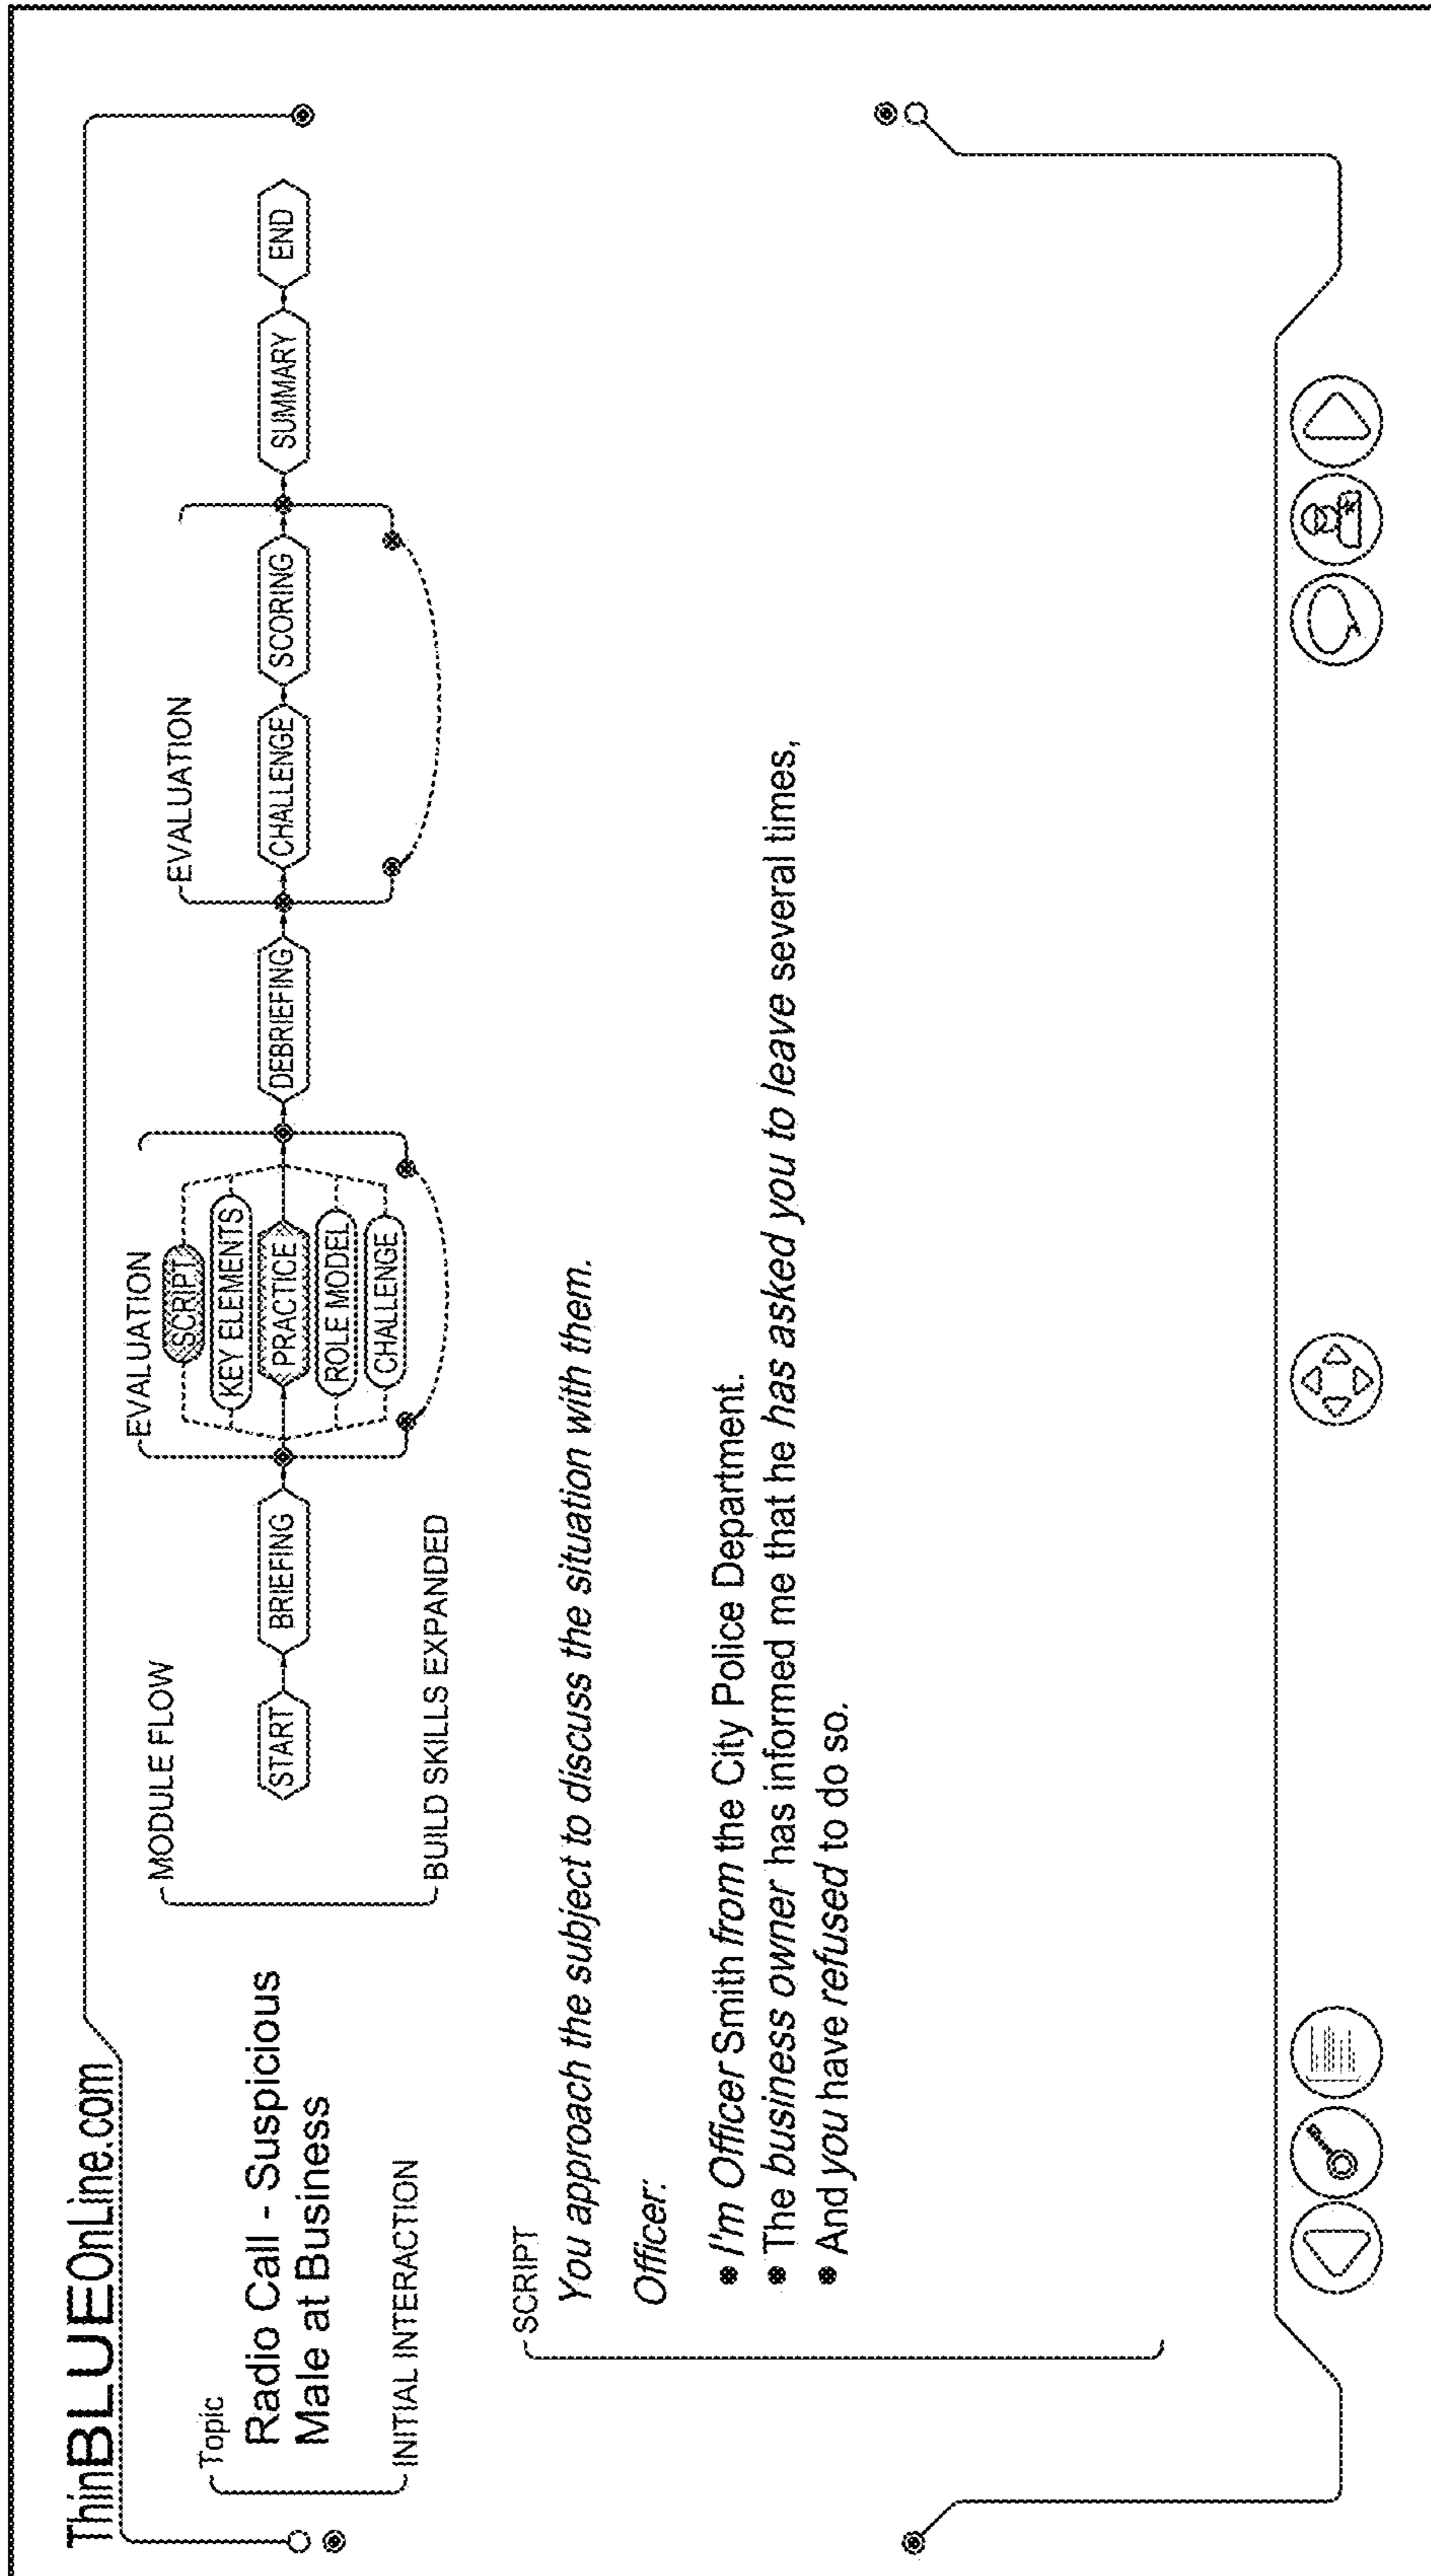 ThinBLUEOnLine.com
Topic
Radio Call - Suspicious
Male at Business
INITIAL INTERACTION
MODULE FLOW
START
BRIEFING
EVALUATION
SCRIPT
KEY ELEMENTS
PRACTICE
ROLE MODEL
CHALLENGE
DEBRIEFING
EVALUATION
CHALLENGE
SCORING
SUMMARY
END
BUILD SKILLS EXPANDED
SCRIPT
You approach the subject to discuss the situation with them.
Officer:
• I'm Officer Smith from the City Police Department.
• The business owner has informed me that he has asked you to leave several times,
• And you have refused to do so.